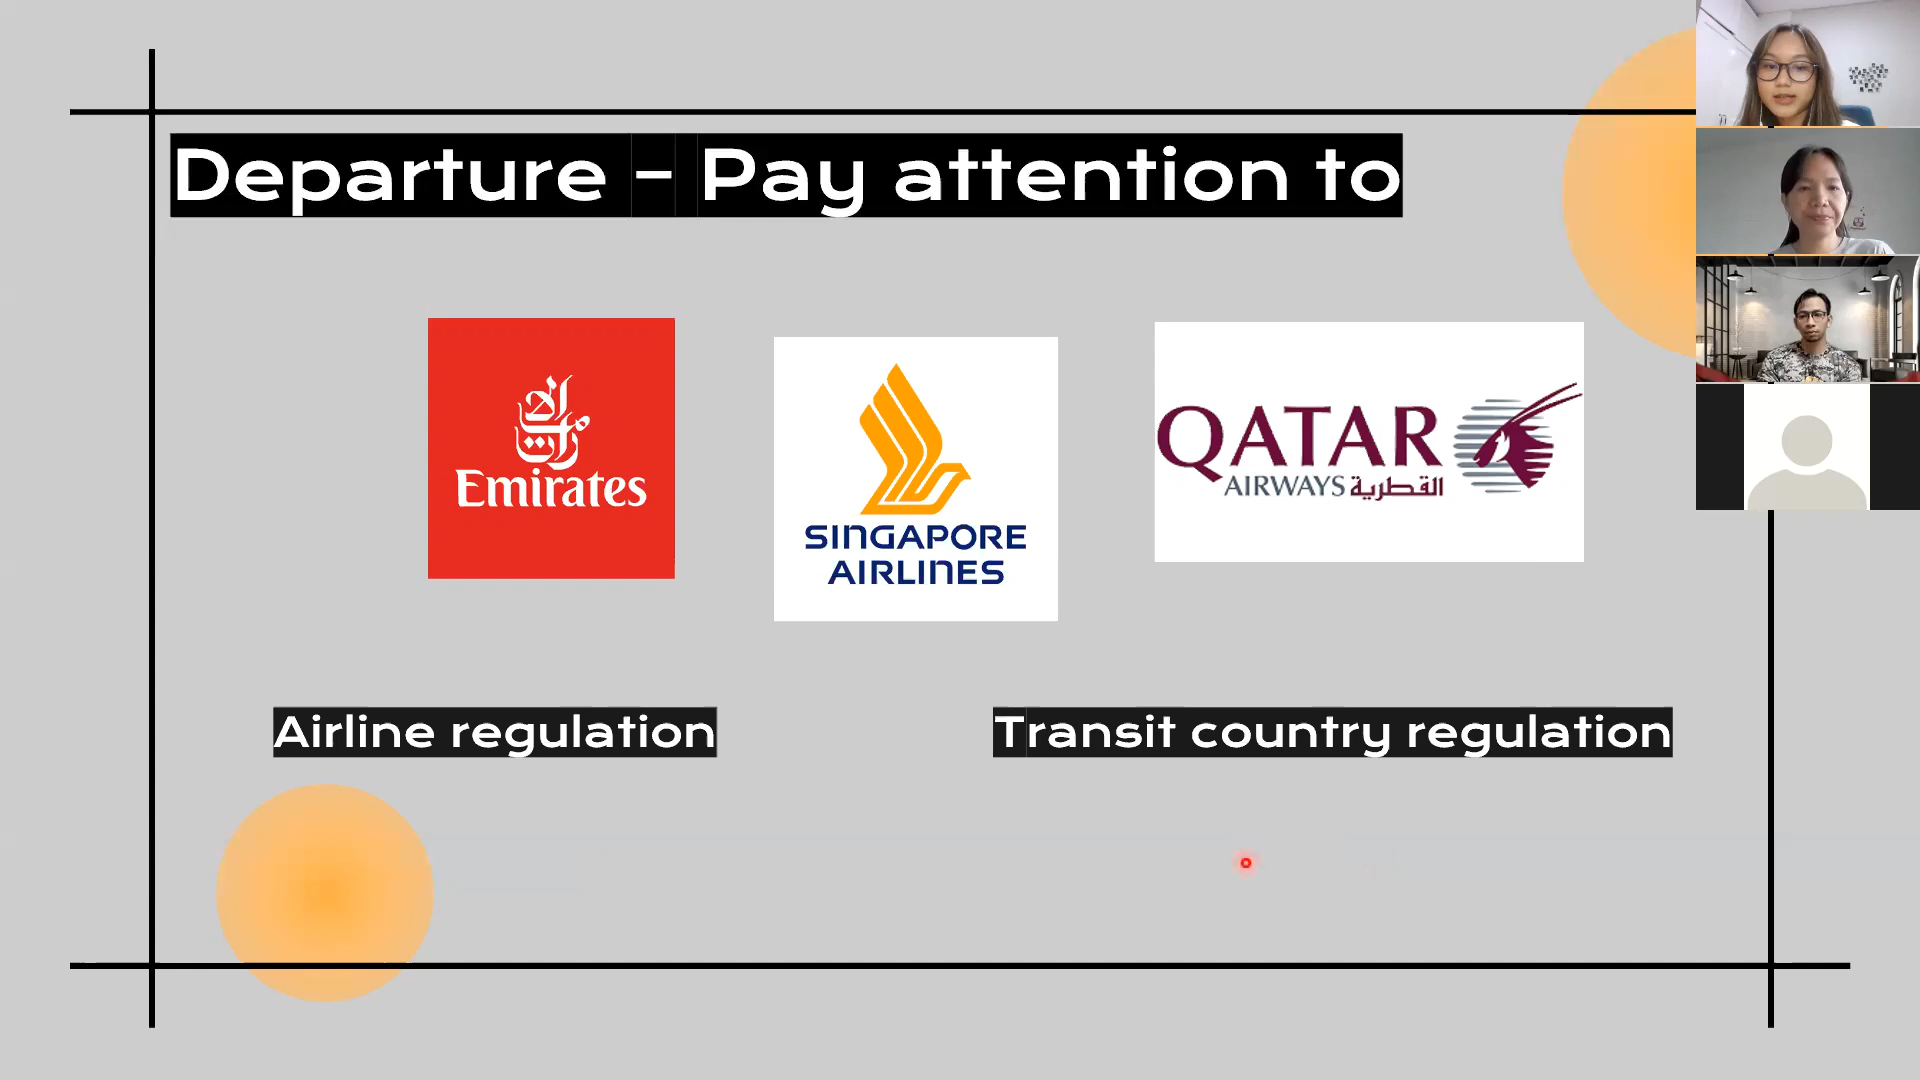 Departure - Pay attention to
Emirates
SINGAPORE
AIRLINES
QATAR
AIRWAYS القطرية
Airline regulation
Transit country regulation